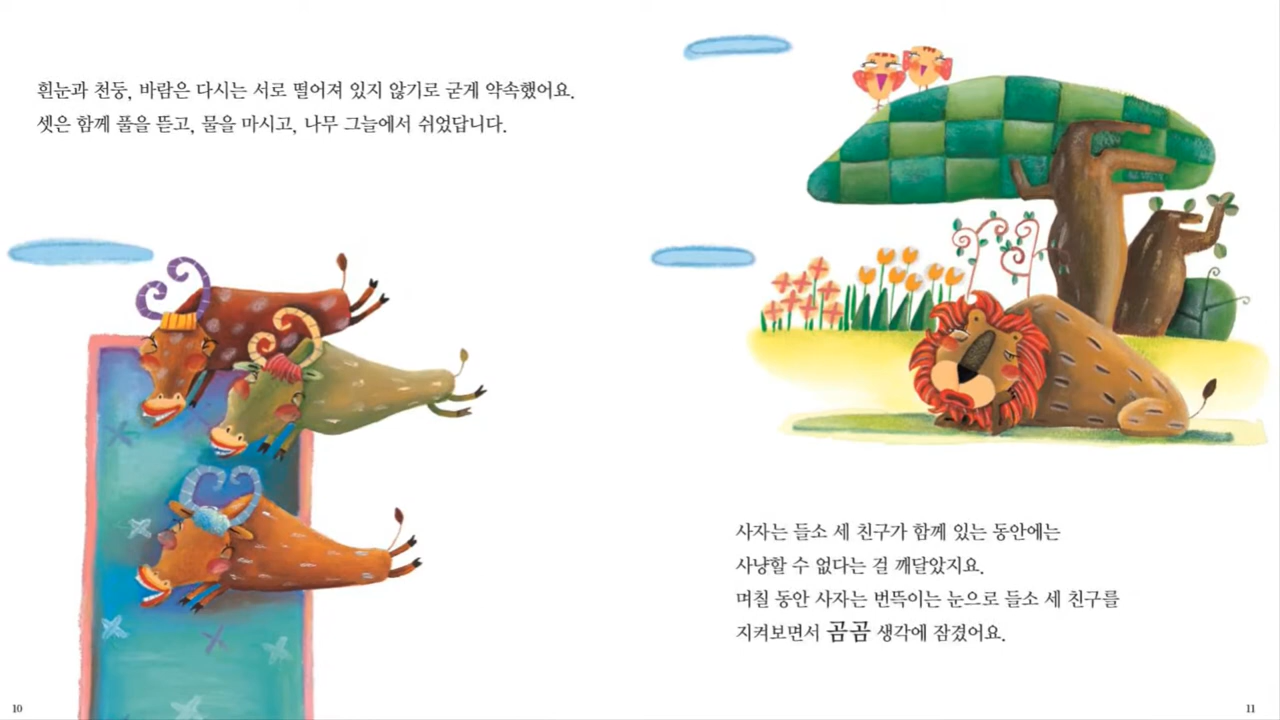 흰눈과 천둥, 바람은 다시는 서로 떨어져 있지 않기로 굳게 약속했어요.
셋은 함께 풀을 뜯고, 물을 마시고, 나무 그늘에서 쉬었답니다.
사자는 들소 세 친구가 함께 있는 동안에는
사냥할 수 없다는 걸 깨달았지요.
며칠 동안 사자는 번뜩이는 눈으로 들소 세 친구를
지켜보면서 곰곰 생각에 잠겼어요.
10
11